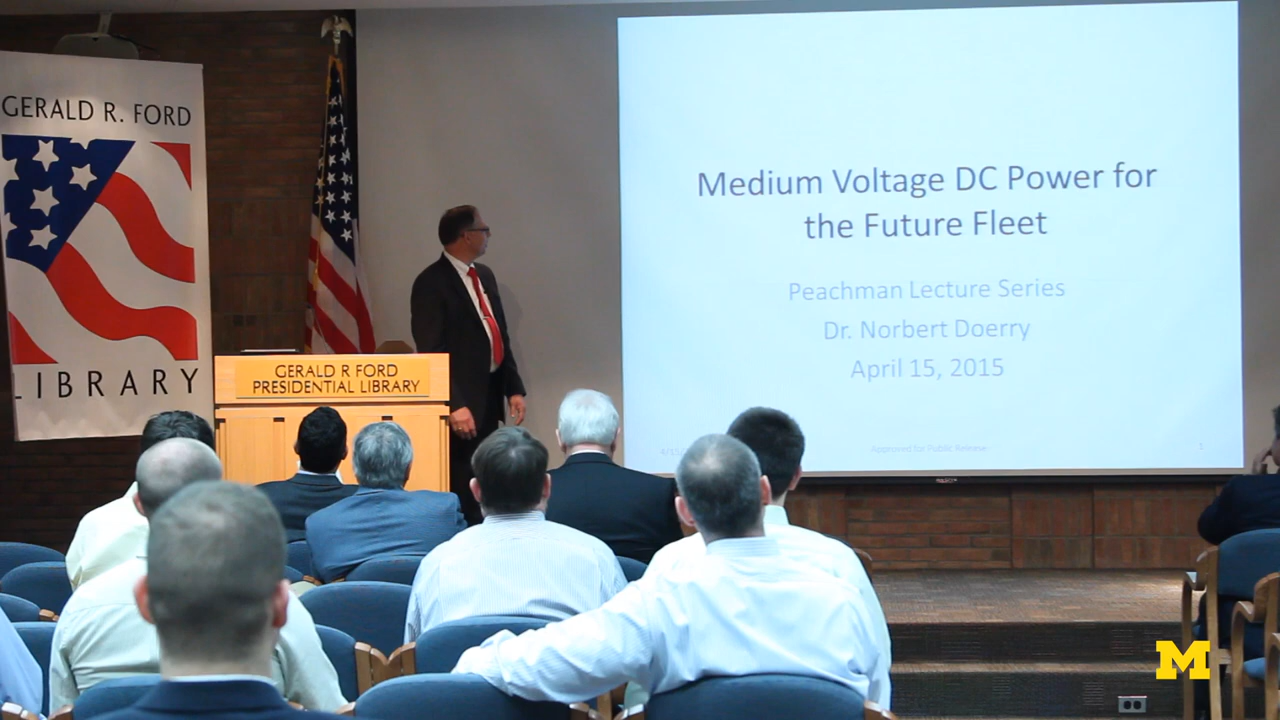 GERALD R. FORD
LIBRARY
GERALD R FORD
PRESIDENTIAL LIBRARY
Medium Voltage DC Power for
the Future Fleet
Peachman Lecture Series
Dr. Norbert Doerry
April 15, 2015
Approved for Public Release
M